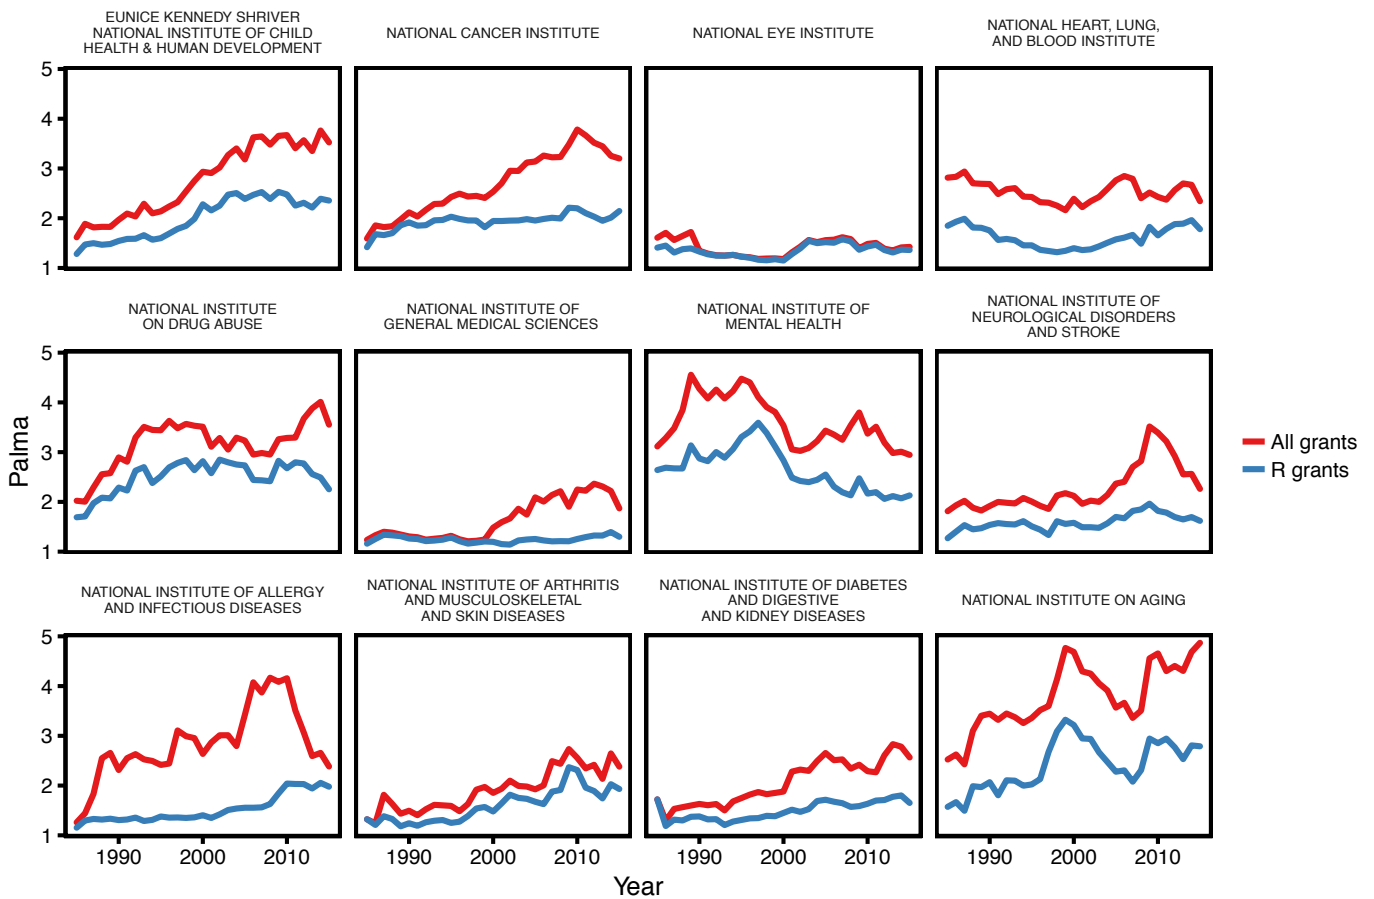 EUNICE KENNEDY SHRIVER
NATIONAL INSTITUTE OF CHILD
HEALTH & HUMAN DEVELOPMENT
NATIONAL CANCER INSTITUTE
NATIONAL EYE INSTITUTE
NATIONAL HEART, LUNG,
AND BLOOD INSTITUTE
5
4
3
2
1
NATIONAL INSTITUTE
ON DRUG ABUSE
NATIONAL INSTITUTE OF
GENERAL MEDICAL SCIENCES
NATIONAL INSTITUTE OF
MENTAL HEALTH
NATIONAL INSTITUTE OF
NEUROLOGICAL DISORDERS
AND STROKE
5
4
3
2
1
Palma
All grants
R grants
NATIONAL INSTITUTE OF ALLERGY
AND INFECTIOUS DISEASES
NATIONAL INSTITUTE OF ARTHRITIS
AND MUSCULOSKELETAL
AND SKIN DISEASES
NATIONAL INSTITUTE OF DIABETES
AND DIGESTIVE
AND KIDNEY DISEASES
NATIONAL INSTITUTE ON AGING
5
4
3
2
1
1990 2000 2010
1990 2000 2010
1990 2000 2010
1990 2000 2010
Year